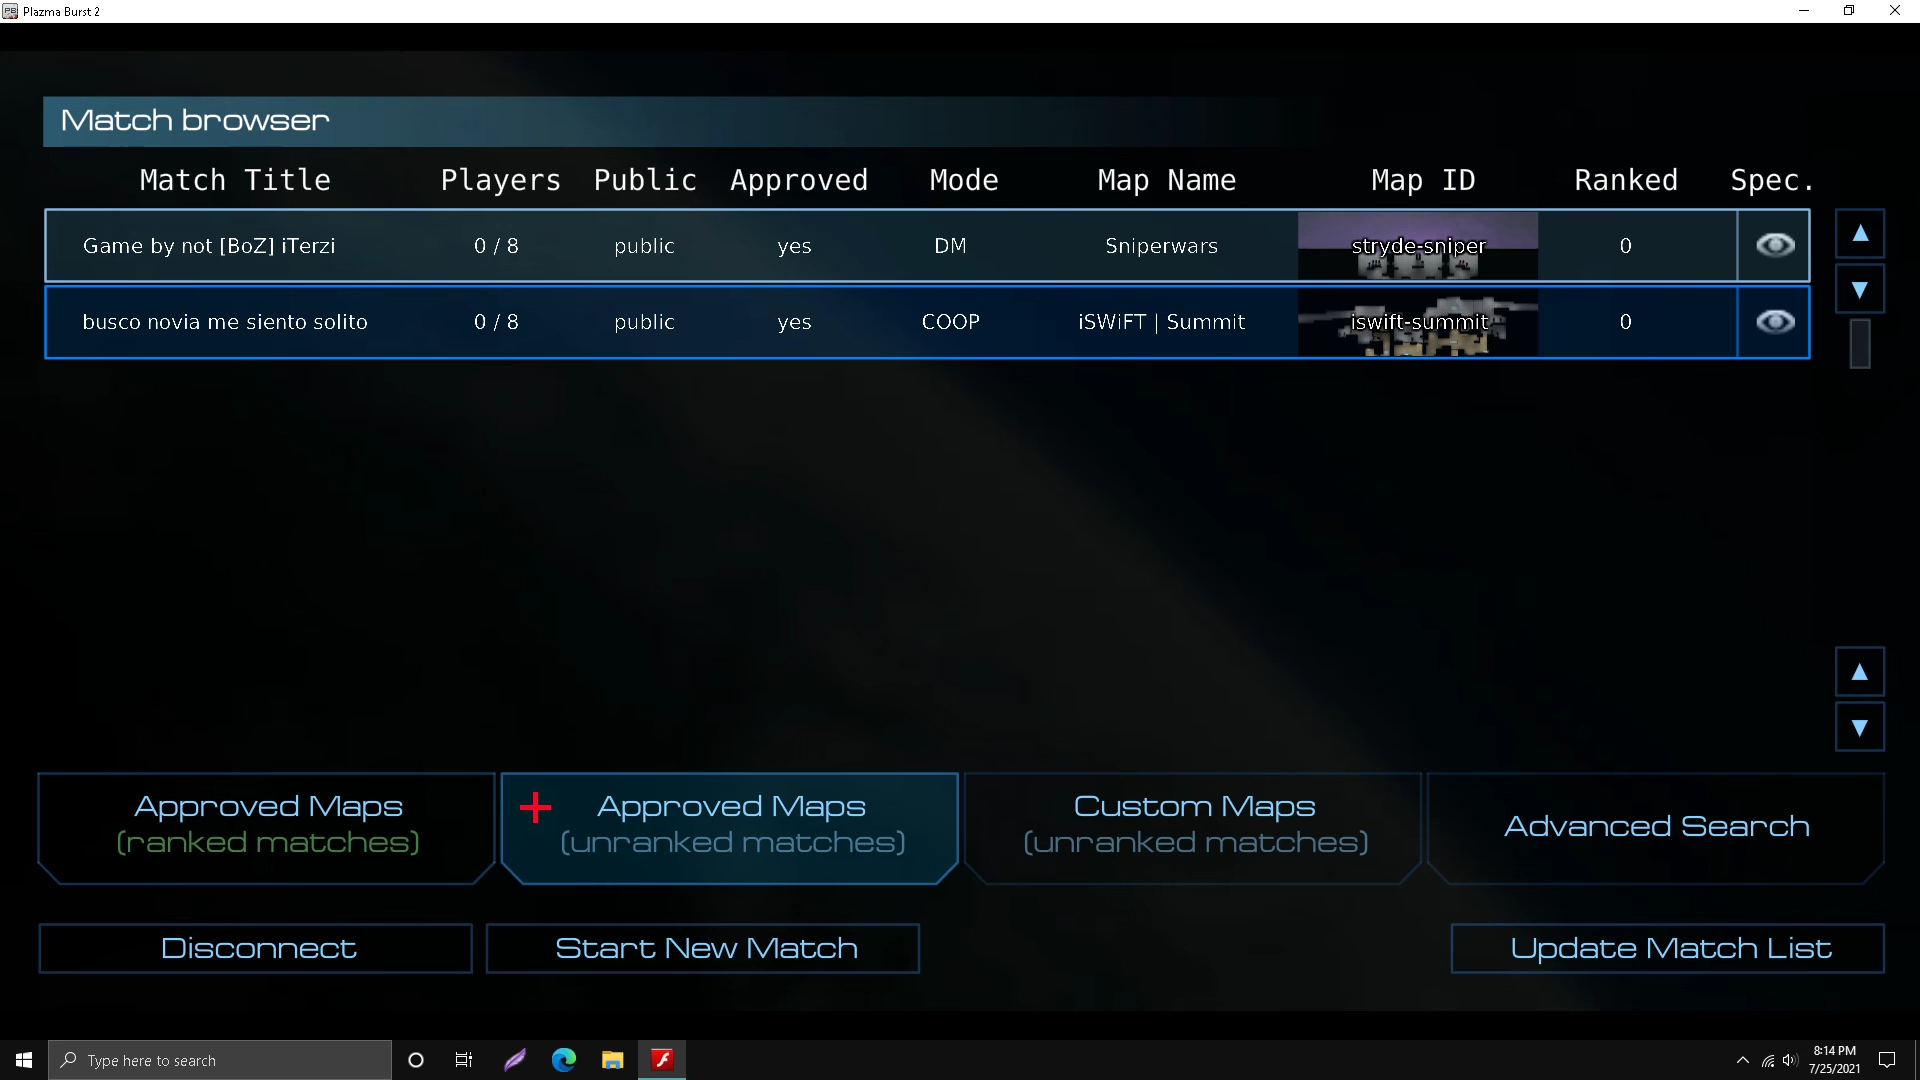 Plazma Burst 2
Match browser
Match Title Players Public Approved Mode Map Name Map ID Ranked Spec.
Game by not [BoZ] iTerzi 0 / 8 public yes DM Sniperwars stryde-sniper 0
busco novia me siento solito 0 / 8 public yes COOP iSWiFT | Summit iswift-summit 0
Approved Maps
(ranked matches)
Approved Maps
(unranked matches)
Custom Maps
(unranked matches)
Advanced Search
Disconnect
Start New Match
Update Match List
Type here to search
8:14 PM
7/25/2021